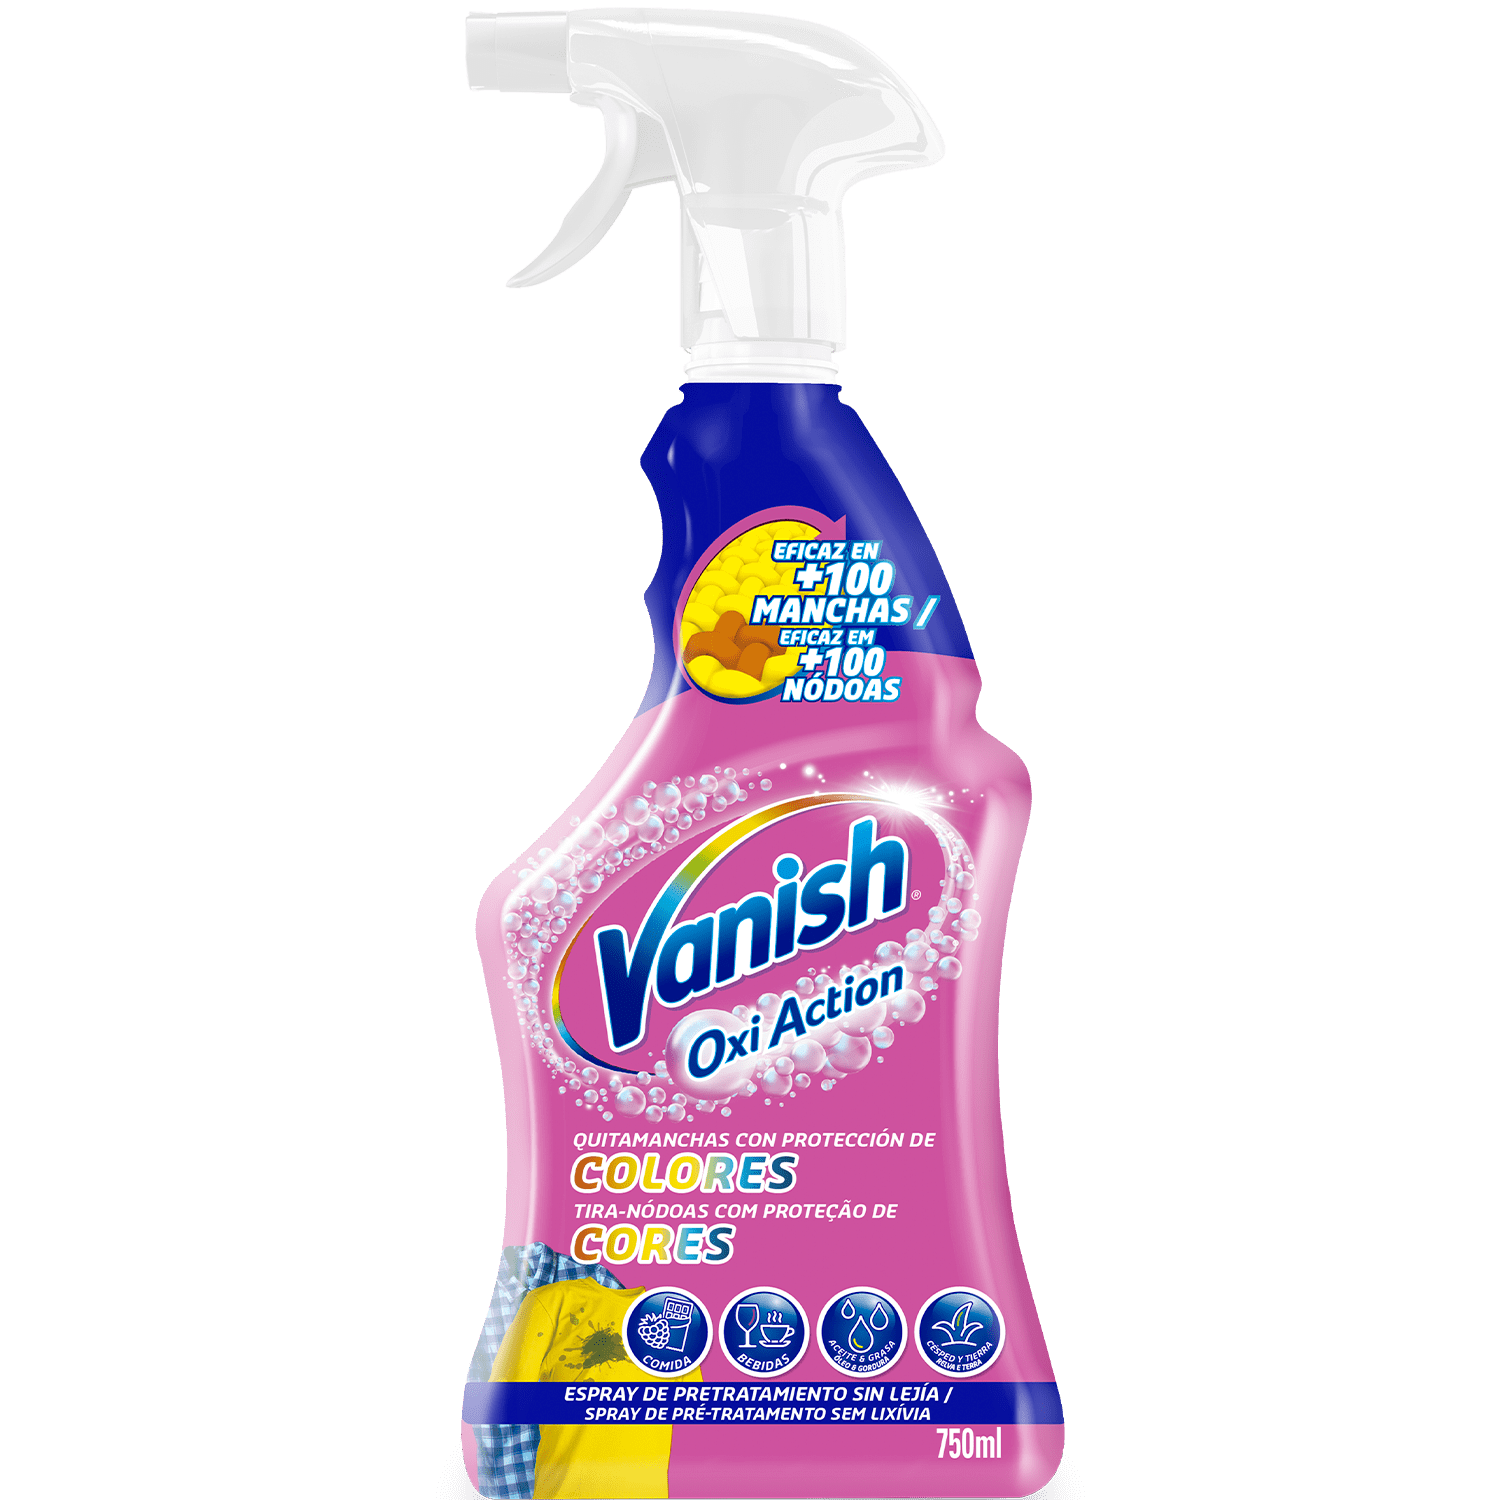 EFICAZ EN
+100
MANCHAS /
EFICAZ EM
+100
NÓDOAS
Vanish®
Oxi Action
QUITAMANCHAS CON PROTECCIÓN DE
COLORES
TIRA-NÓDOAS COM PROTEÇÃO DE
CORES
COMIDA
BEBIDAS
ACEITE & GRASA
ÓLEO & GORDURA
CESPED Y TIERRA
RELVA E TERRA
ESPRAY DE PRETRATAMIENTO SIN LEJÍA /
SPRAY DE PRÉ-TRATAMENTO SEM LIXÍVIA
750ml